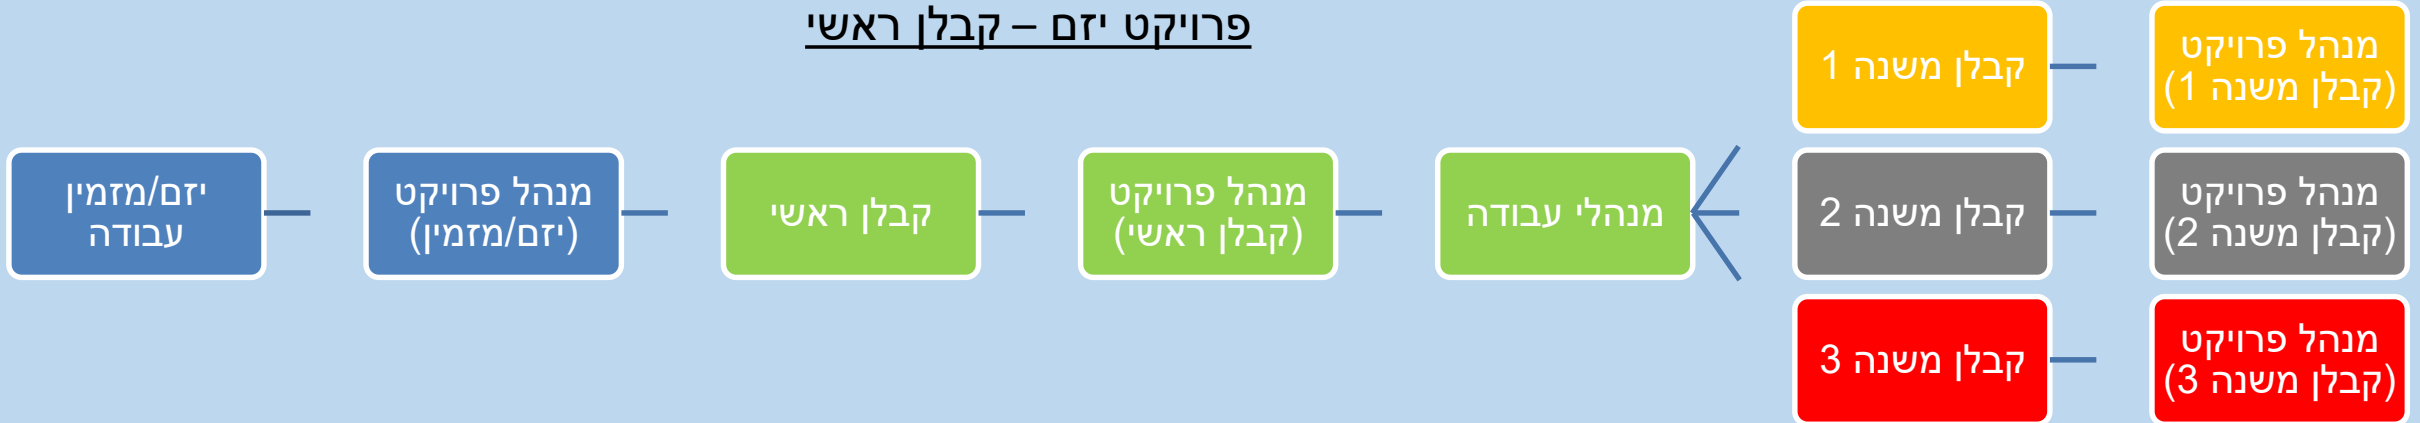 פרויקט יזם – קבלן ראשי
יזם/מזמין
עבודה
מנהל פרויקט
(יזם/מזמין)
קבלן ראשי
מנהל פרויקט
(קבלן ראשי)
מנהלי עבודה
קבלן משנה 1
מנהל פרויקט
(קבלן משנה 1)
קבלן משנה 2
מנהל פרויקט
(קבלן משנה 2)
קבלן משנה 3
מנהל פרויקט
(קבלן משנה 3)